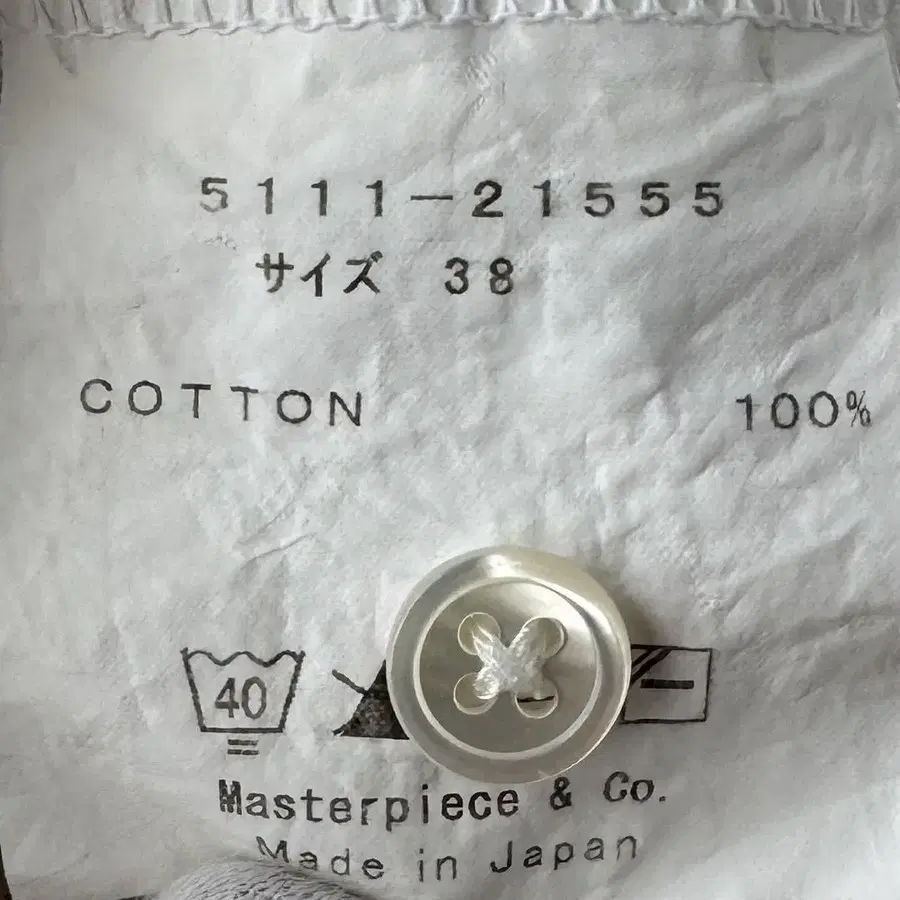 5111-21555
サイズ 38
COTTON 100%
40
Masterpiece & Co.
Made in Japan